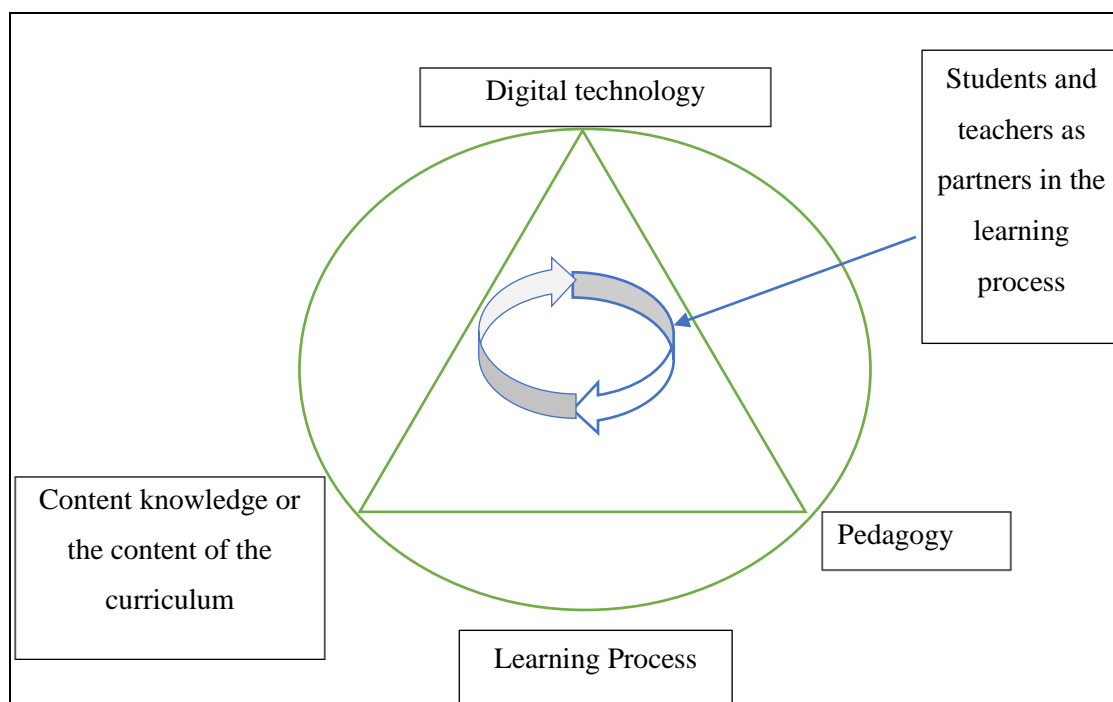 Digital technology
Students and
teachers as
partners in the
learning
process
Content knowledge or
the content of the
curriculum
Pedagogy
Learning Process